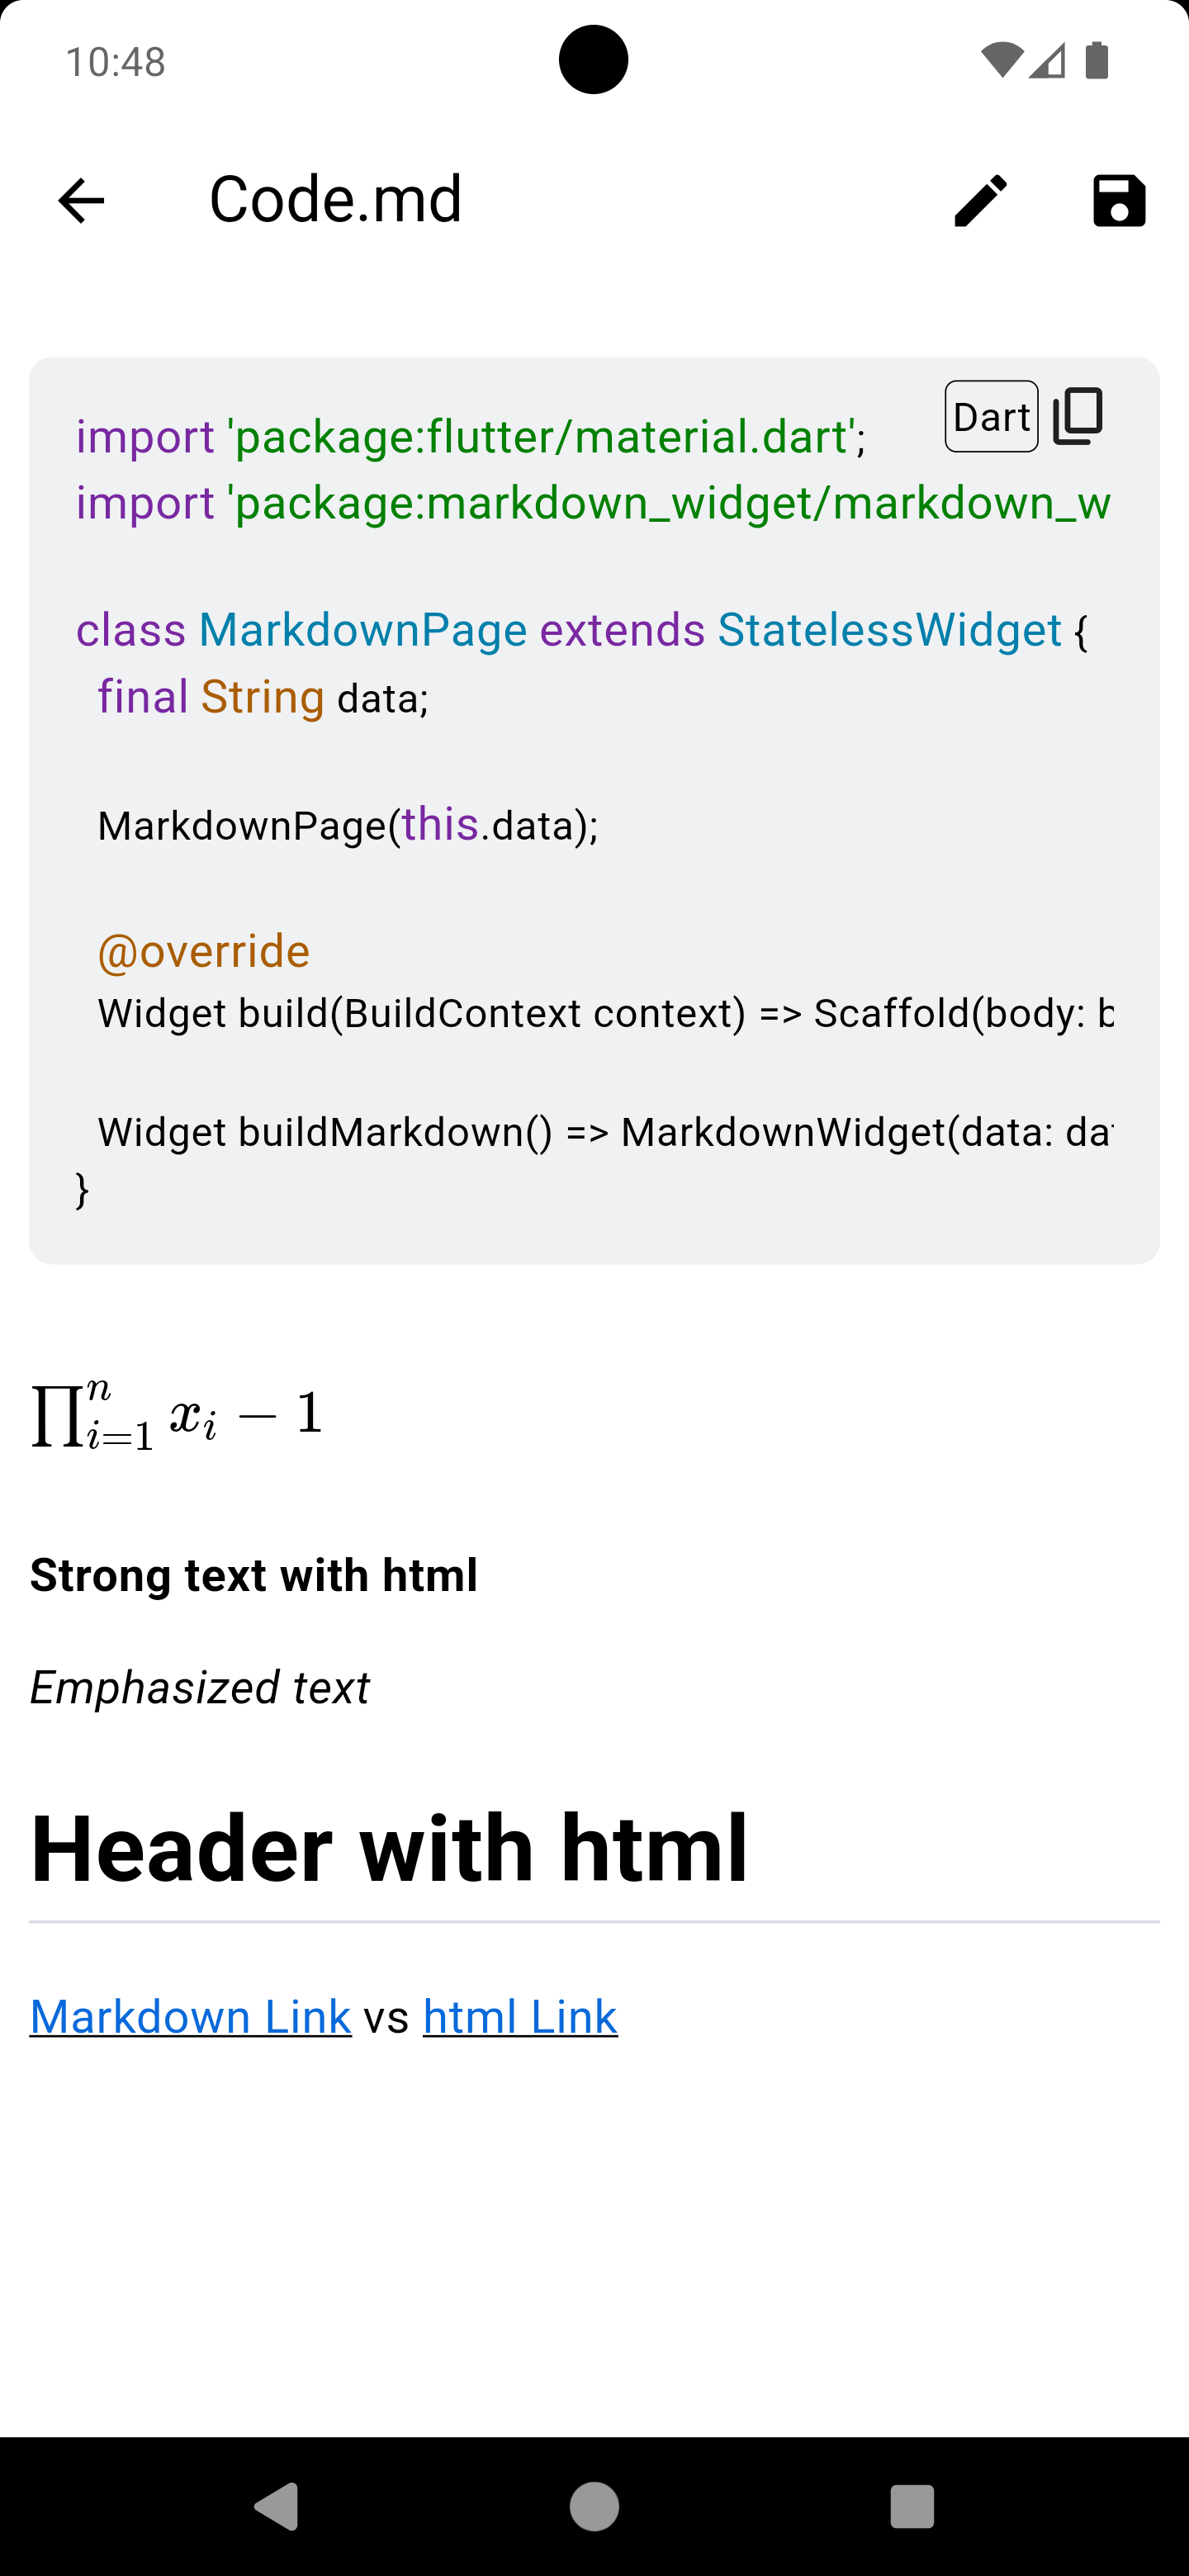 10:48
Code.md
Dart
import 'package:flutter/material.dart';
import 'package:markdown_widget/markdown_w
class MarkdownPage extends StatelessWidget {
final String data;
MarkdownPage(this.data);
@override
Widget build(BuildContext context) => Scaffold(body: b
Widget buildMarkdown() => MarkdownWidget(data: da
}
∏ⁿᵢ₌₁ xᵢ − 1
Strong text with html
Emphasized text
Header with html
Markdown Link vs html Link